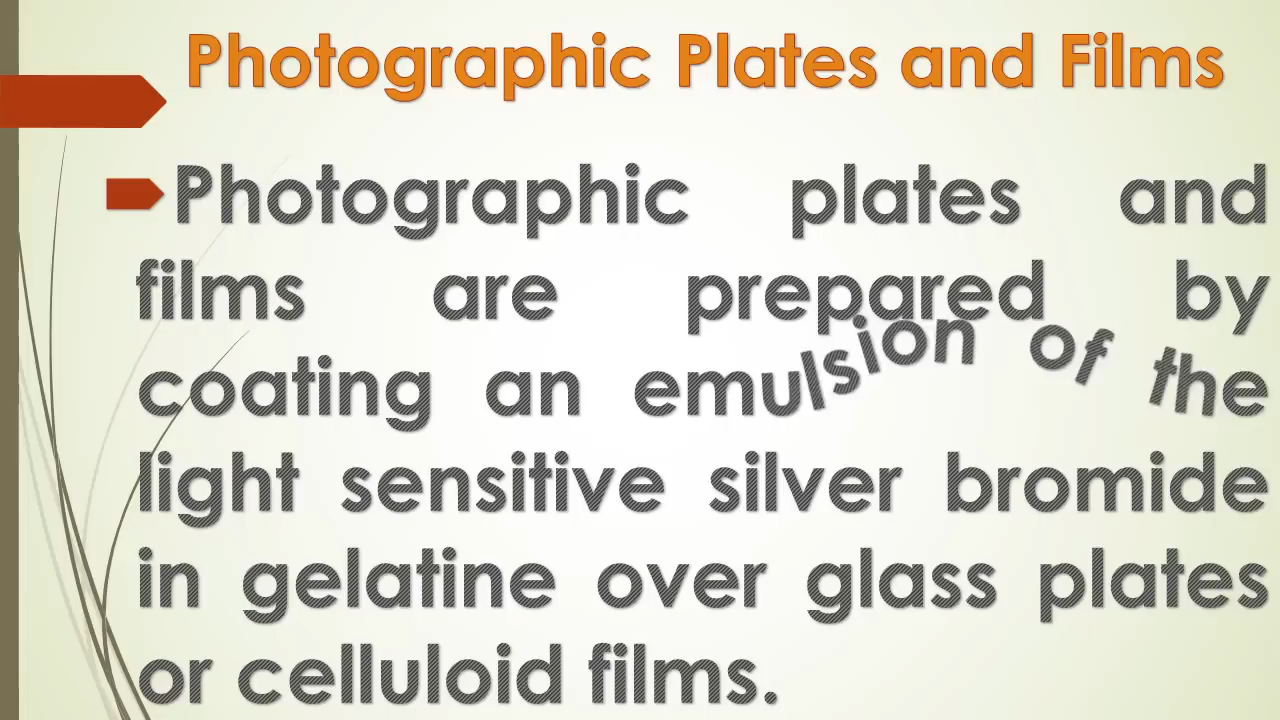 Photographic Plates and Films
Photographic plates and
films are prepared by
coating an emulsion of the
light sensitive silver bromide
in gelatine over glass plates
or celluloid films.